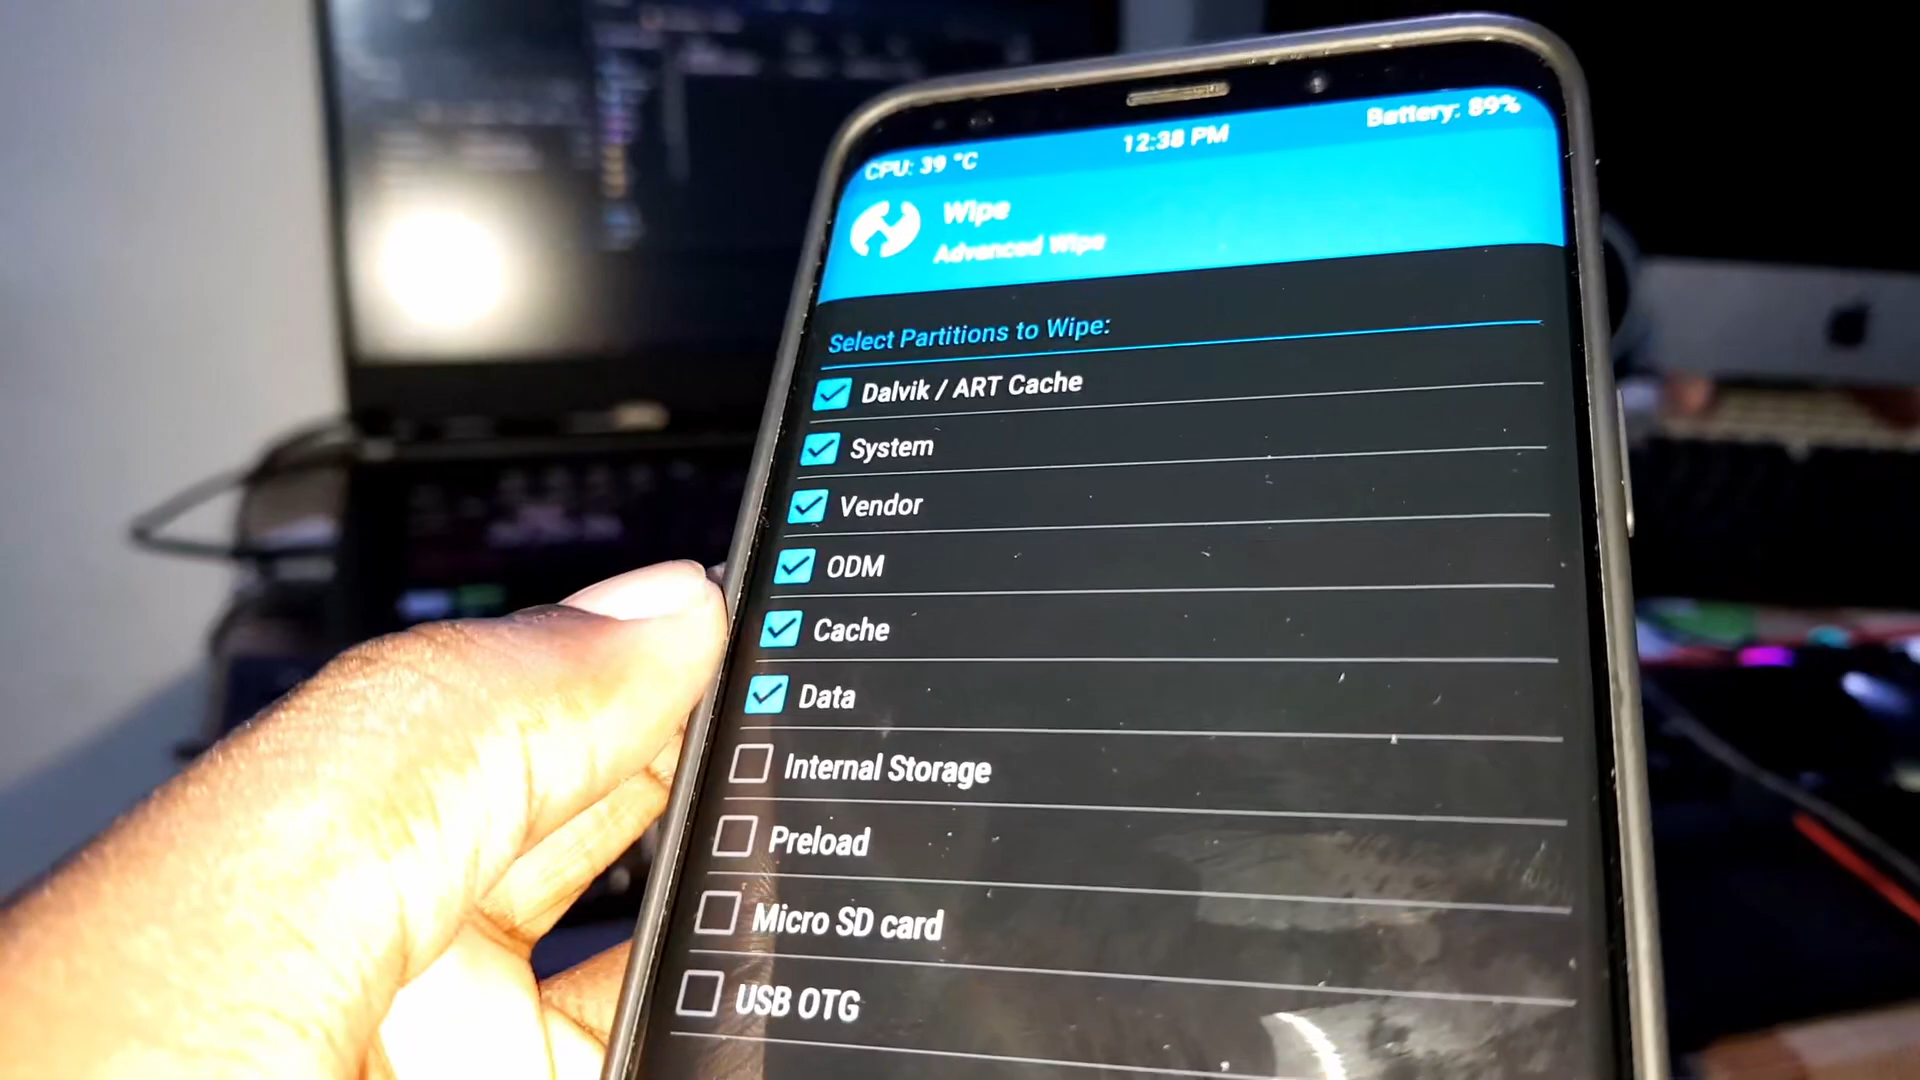 CPU: 39 °C
12:38 PM
Battery: 89%
Wipe
Advanced Wipe
Select Partitions to Wipe:
Dalvik / ART Cache
System
Vendor
ODM
Cache
Data
Internal Storage
Preload
Micro SD card
USB OTG